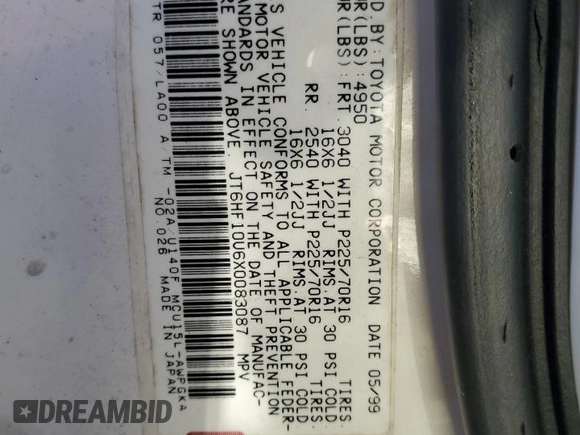 D. BY: TOYOTA MOTOR CORPORATION DATE 05/99
R(LBS): 4950
R(LBS): FRT. 3040 WITH P225/70R16 TIRES.
16X6 1/2JJ RIMS.AT 30 PSI COLD
RR. 2540 WITH P225/70R16 TIRES.
16X6 1/2JJ RIMS.AT 30 PSI COLD
S VEHICLE CONFORMS TO ALL APPLICABLE FEDER-
MOTOR VEHICLE SAFETY AND THEFT PREVENTION
ANDARDS IN EFFECT ON THE DATE OF MANUFAC-
RE SHOWN ABOVE.
JT6HF10U6X0083087 MPV
TR 057/LA00 A TM -02A/U140F MCU15L-AWPGKA
NO.026 MADE IN JAPAN
DREAMBID